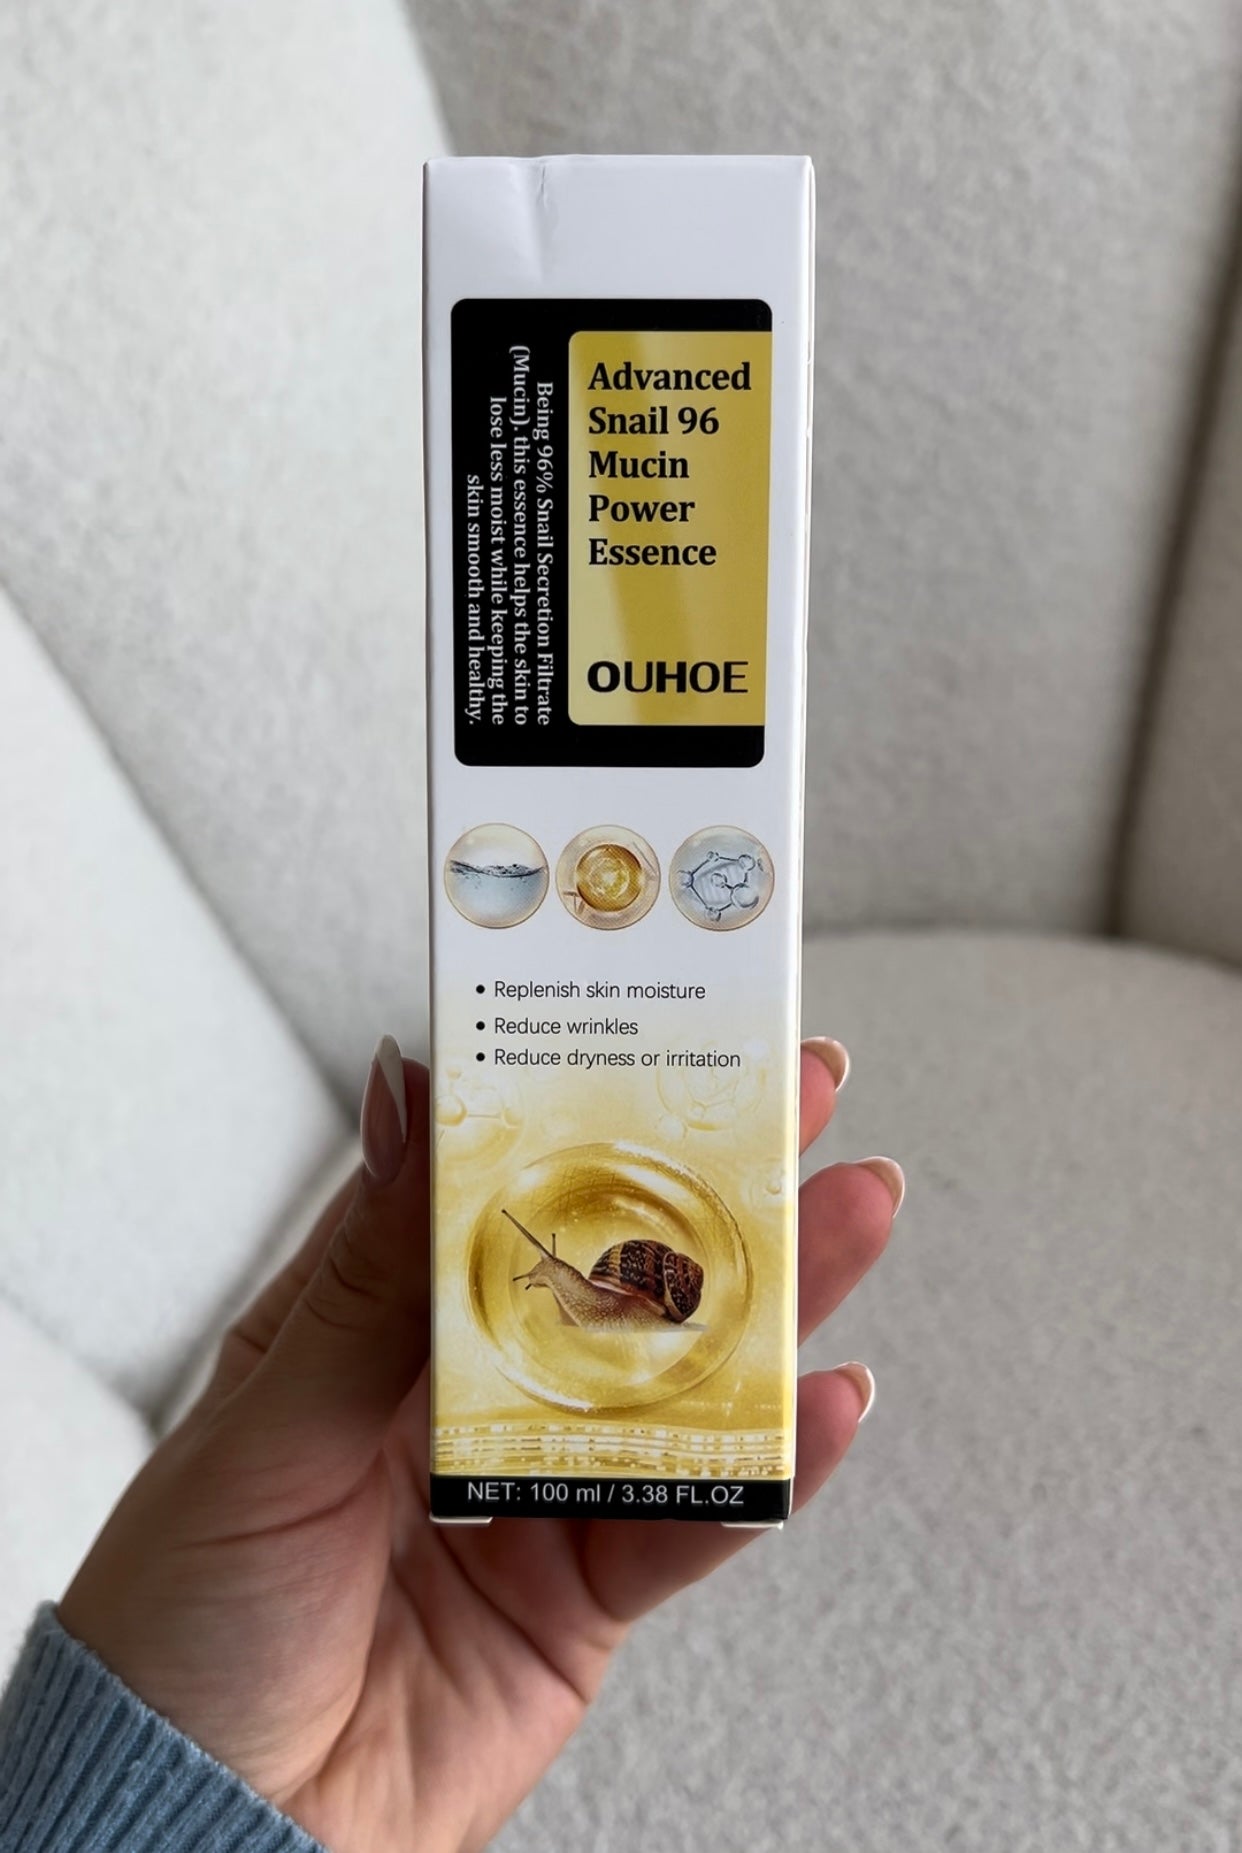 Advanced
Snail 96
Mucin
Power
Essence
OUHOE
Being 96% Snail Secretion Filtrate
(Mucin). this essence helps the skin to
lose less moist while keeping the
skin smooth and healthy.
• Replenish skin moisture
• Reduce wrinkles
• Reduce dryness or irritation
NET: 100 ml / 3.38 FL.OZ